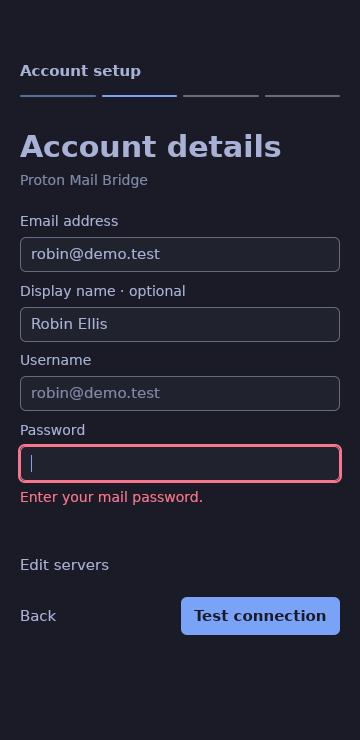 Account setup
Account details
Proton Mail Bridge
Email address
robin@demo.test
Display name · optional
Robin Ellis
Username
robin@demo.test
Password
Enter your mail password.
Edit servers
Back
Test connection